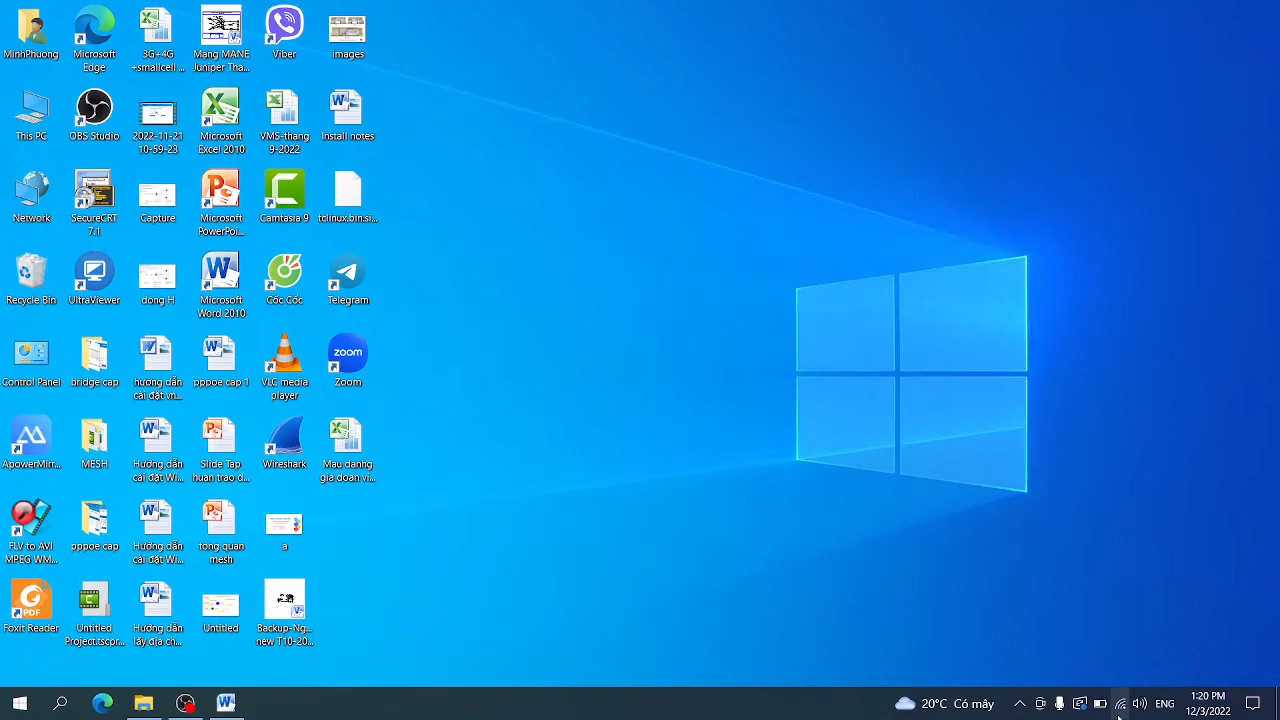 MinhPhuong
Microsoft
Edge
3G+4G
+smallcell ...
Mạng MANE
Juniper Tha...
Viber
images
This PC
OBS Studio
2022-11-21
10-59-23
Microsoft
Excel 2010
VMS-thang
9-2022
Install notes
Network
SecureCRT
7.1
Capture
Microsoft
PowerPoi...
Camtasia 9
tclinux.bin.si...
Recycle Bin
UltraViewer
dong H
Microsoft
Word 2010
Cốc Cốc
Telegram
zoom
Control Panel
bridge cap
hướng dẫn
cài đặt vn...
pppoe cap 1
VLC media
player
Zoom
ApowerMirr...
MESH
Hướng dẫn
cài đặt Wi...
Slide Tap
huan trao d...
Wireshark
Mau danhg
gia doan vi...
FLV to AVI
MPEG WM...
pppoe cap
Hướng dẫn
cài đặt Wi...
tong quan
mesh
a
PDF
Foxit Reader
Untitled
Project.tscpr...
Hướng dẫn
lấy địa ch...
Untitled
Backup-Ng...
new T10-20...
20°C Có mây
ENG
1:20 PM
12/3/2022